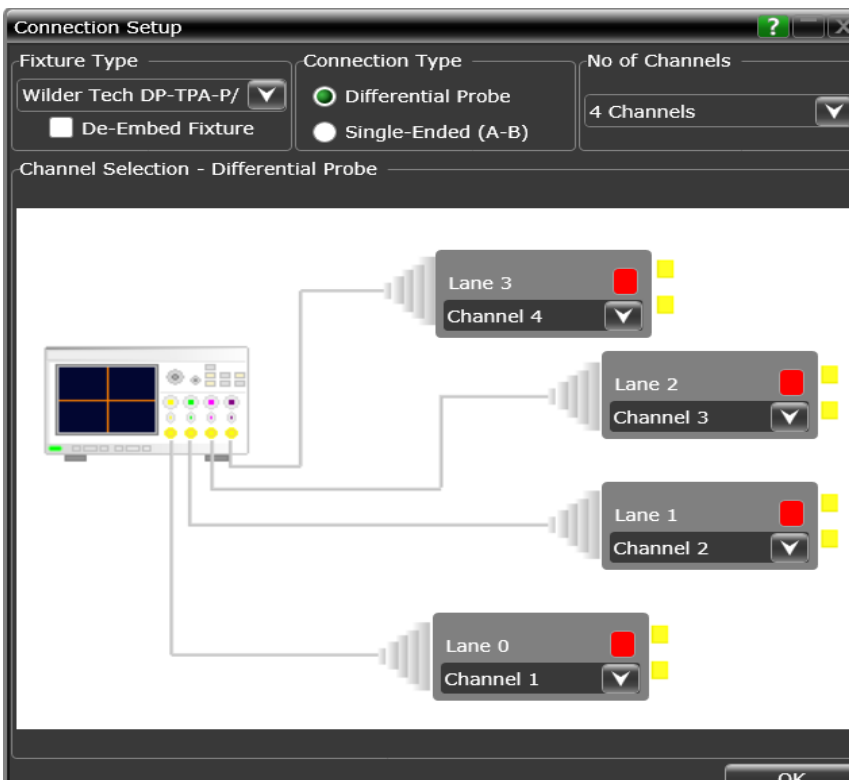 Connection Setup
?
X
Fixture Type
Connection Type
No of Channels
Wilder Tech DP-TPA-P/
Differential Probe
4 Channels
De-Embed Fixture
Single-Ended (A-B)
Channel Selection - Differential Probe
Lane 3
Channel 4
Lane 2
Channel 3
Lane 1
Channel 2
Lane 0
Channel 1
OK